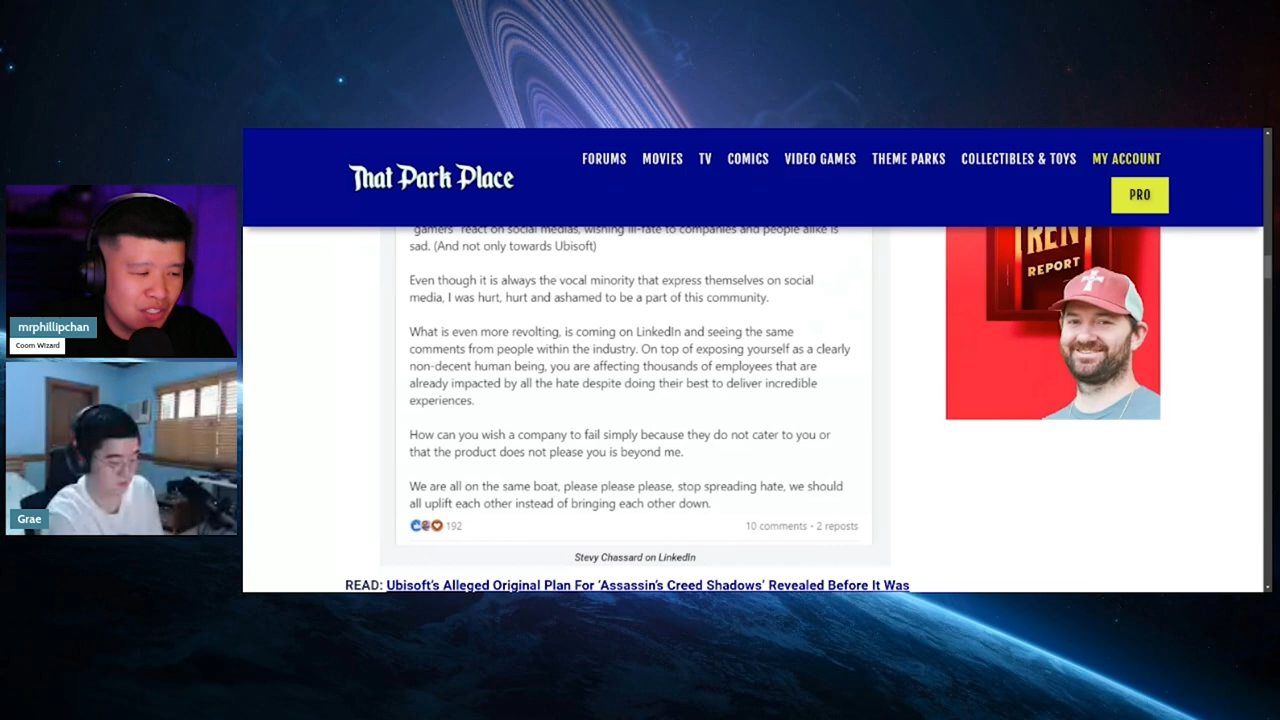 That Park Place
FORUMS MOVIES TV COMICS VIDEO GAMES THEME PARKS COLLECTIBLES & TOYS MY ACCOUNT
PRO
"gamers" react on social medias, wishing ill-fate to companies and people alike is
sad. (And not only towards Ubisoft)
Even though it is always the vocal minority that express themselves on social
media, I was hurt, hurt and ashamed to be a part of this community.
What is even more revolting, is coming on LinkedIn and seeing the same
comments from people within the industry. On top of exposing yourself as a clearly
non-decent human being, you are affecting thousands of employees that are
already impacted by all the hate despite doing their best to deliver incredible
experiences.
How can you wish a company to fail simply because they do not cater to you or
that the product does not please you is beyond me.
We are all on the same boat, please please please, stop spreading hate, we should
all uplift each other instead of bringing each other down.
192
10 comments • 2 reposts
Stevy Chassard on LinkedIn
READ: Ubisoft's Alleged Original Plan For 'Assassin's Creed Shadows' Revealed Before It Was
REPORT
mrphillipchan
Coom Wizard
Grae